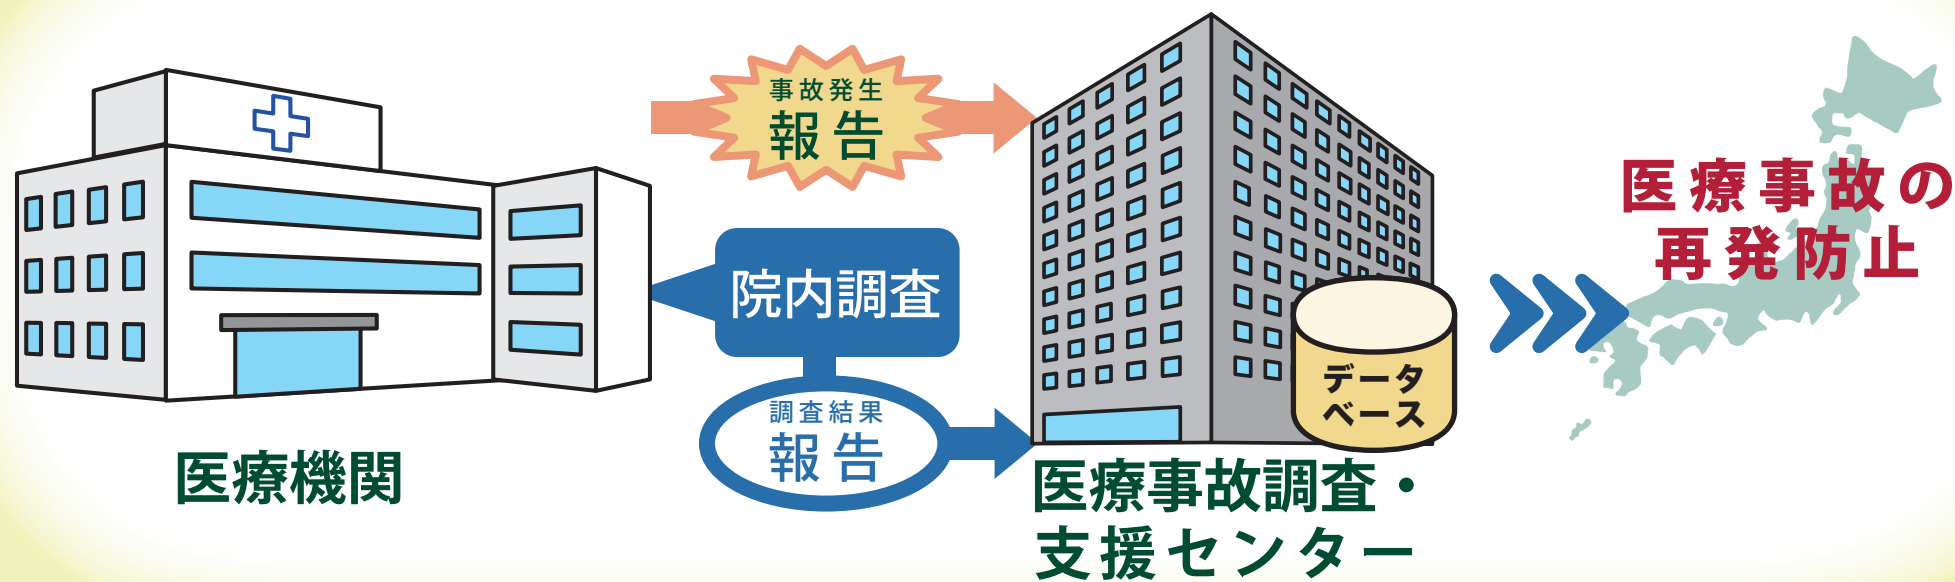 事故発生
報告
院内調査
調査結果
報告
医療機関
データ
ベース
医療事故調査・
支援センター
医療事故の
再発防止